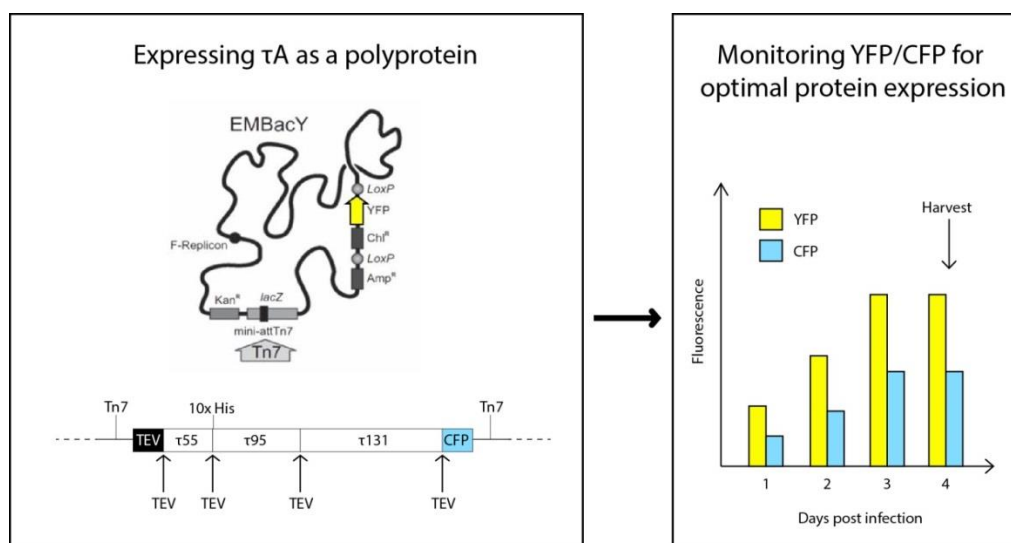 Expressing τA as a polyprotein
EMBacY
LoxP
YFP
Chlᴿ
LoxP
Ampᴿ
F-Replicon
Kanᴿ
lacZ
mini-attTn7
Tn7
Tn7
10x His
Tn7
TEV
τ55
τ95
τ131
CFP
TEV
TEV
TEV
TEV
Monitoring YFP/CFP for
optimal protein expression
YFP
CFP
Harvest
Fluorescence
1
2
3
4
Days post infection